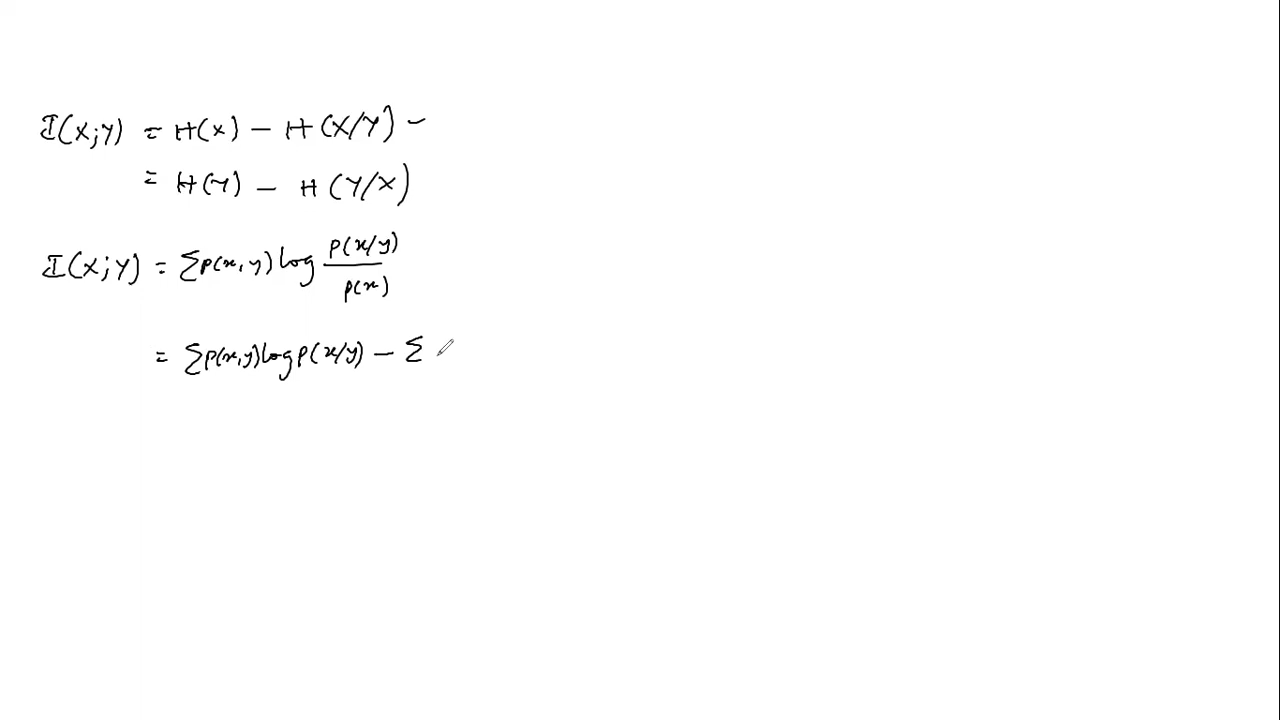 I(X;Y) = H(X) - H(X/Y) -
= H(Y) - H(Y/X)
I(X;Y) = Σp(x,y) log p(x/y) / p(x)
= Σp(x,y) log p(x/y) - Σ